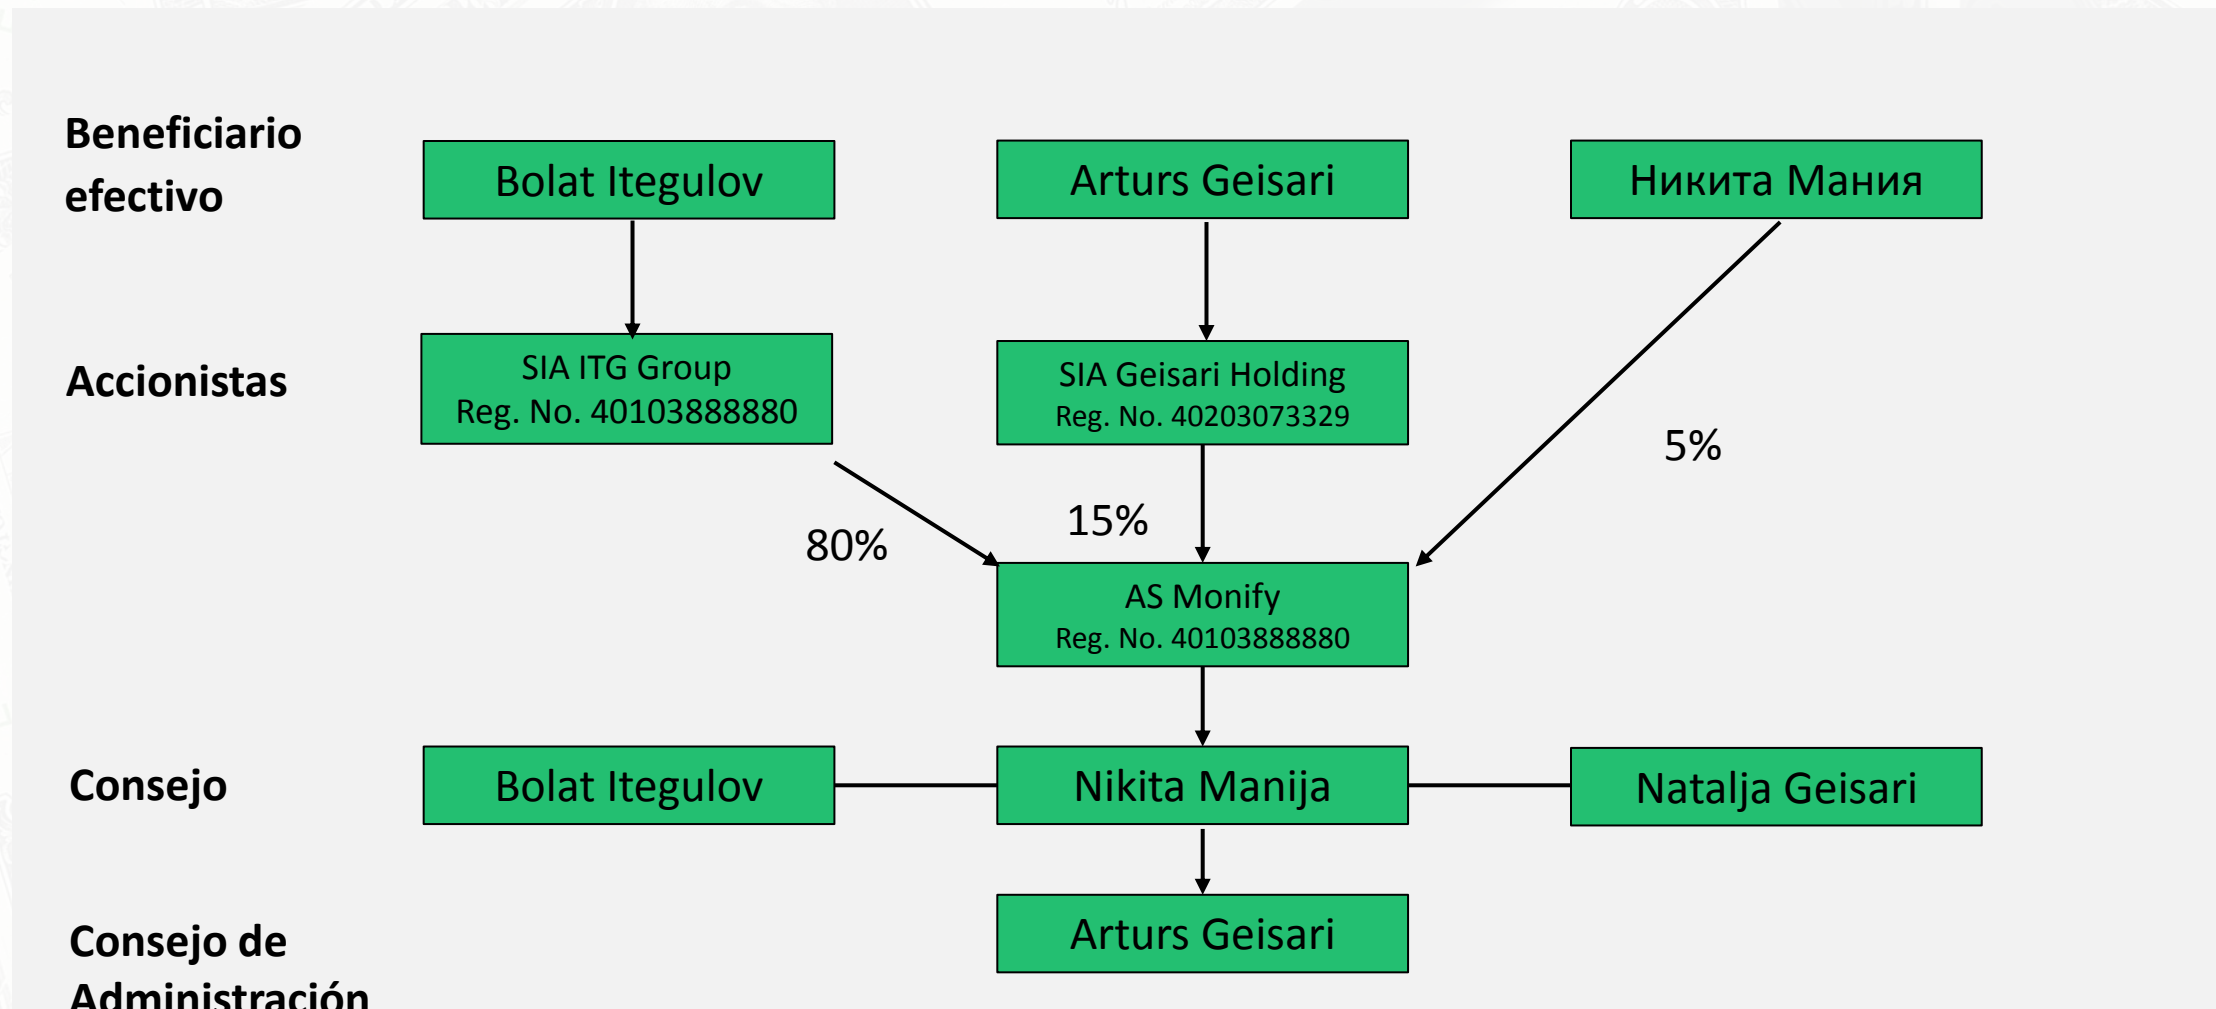 Beneficiario
efectivo
Bolat Itegulov
Arturs Geisari
Никита Мания
Accionistas
SIA ITG Group
Reg. No. 40103888880
SIA Geisari Holding
Reg. No. 40203073329
5%
15%
80%
AS Monify
Reg. No. 40103888880
Consejo
Bolat Itegulov
Nikita Manija
Natalja Geisari
Consejo de
Administración
Arturs Geisari